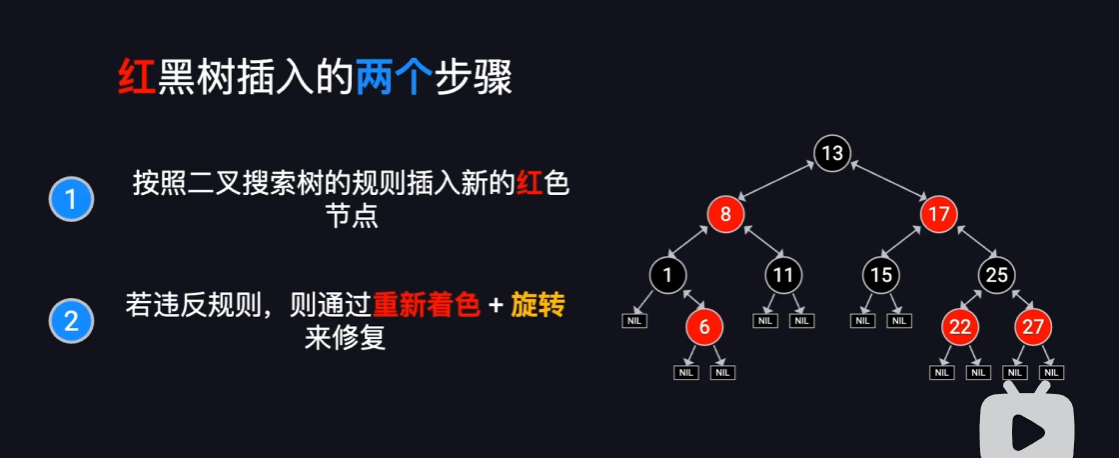 红黑树插入的两个步骤
1
按照二叉搜索树的规则插入新的红色
节点
2
若违反规则，则通过重新着色 + 旋转
来修复
13
8
17
1
11
15
25
NIL
6
NIL
NIL
NIL
NIL
22
27
NIL
NIL
NIL
NIL
NIL
NIL